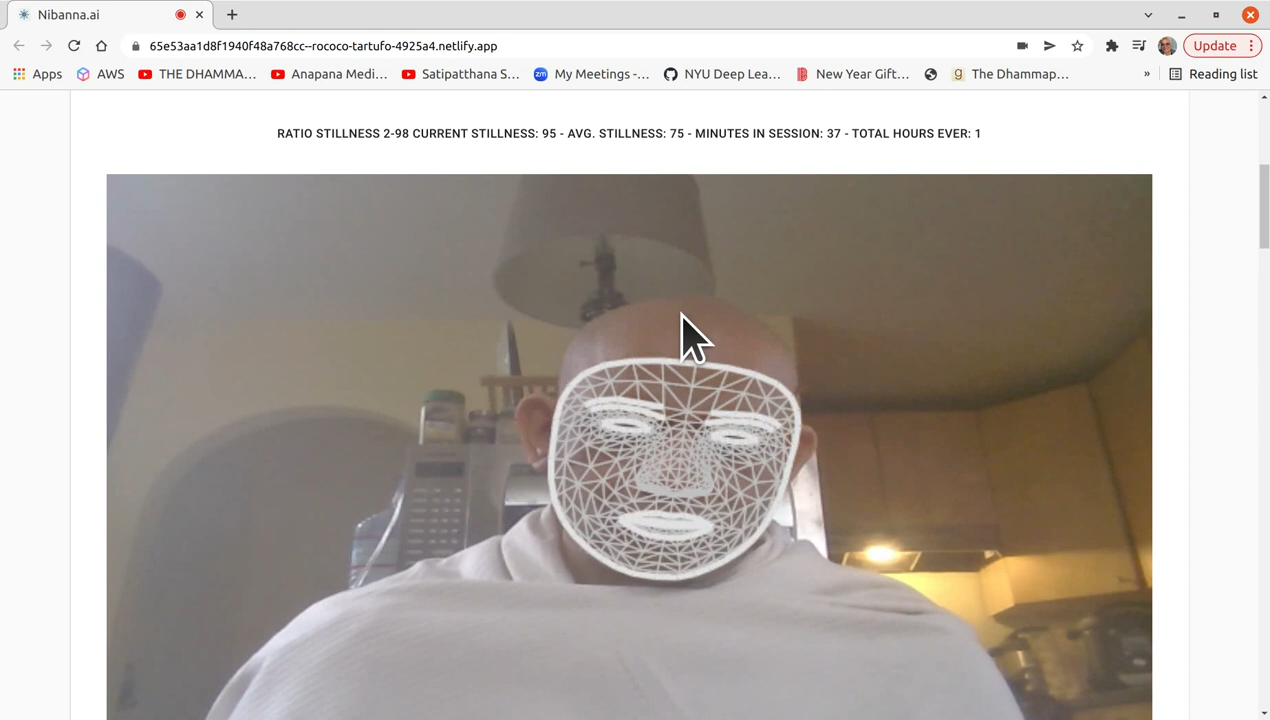 Nibanna.ai
65e53aa1d8f1940f48a768cc--rococo-tartufo-4925a4.netlify.app
Update
Apps AWS THE DHAMMA... Anapana Medi... Satipatthana S... My Meetings -... NYU Deep Lea... New Year Gift... The Dhammap... » Reading list
RATIO STILLNESS 2-98 CURRENT STILLNESS: 95 - AVG. STILLNESS: 75 - MINUTES IN SESSION: 37 - TOTAL HOURS EVER: 1